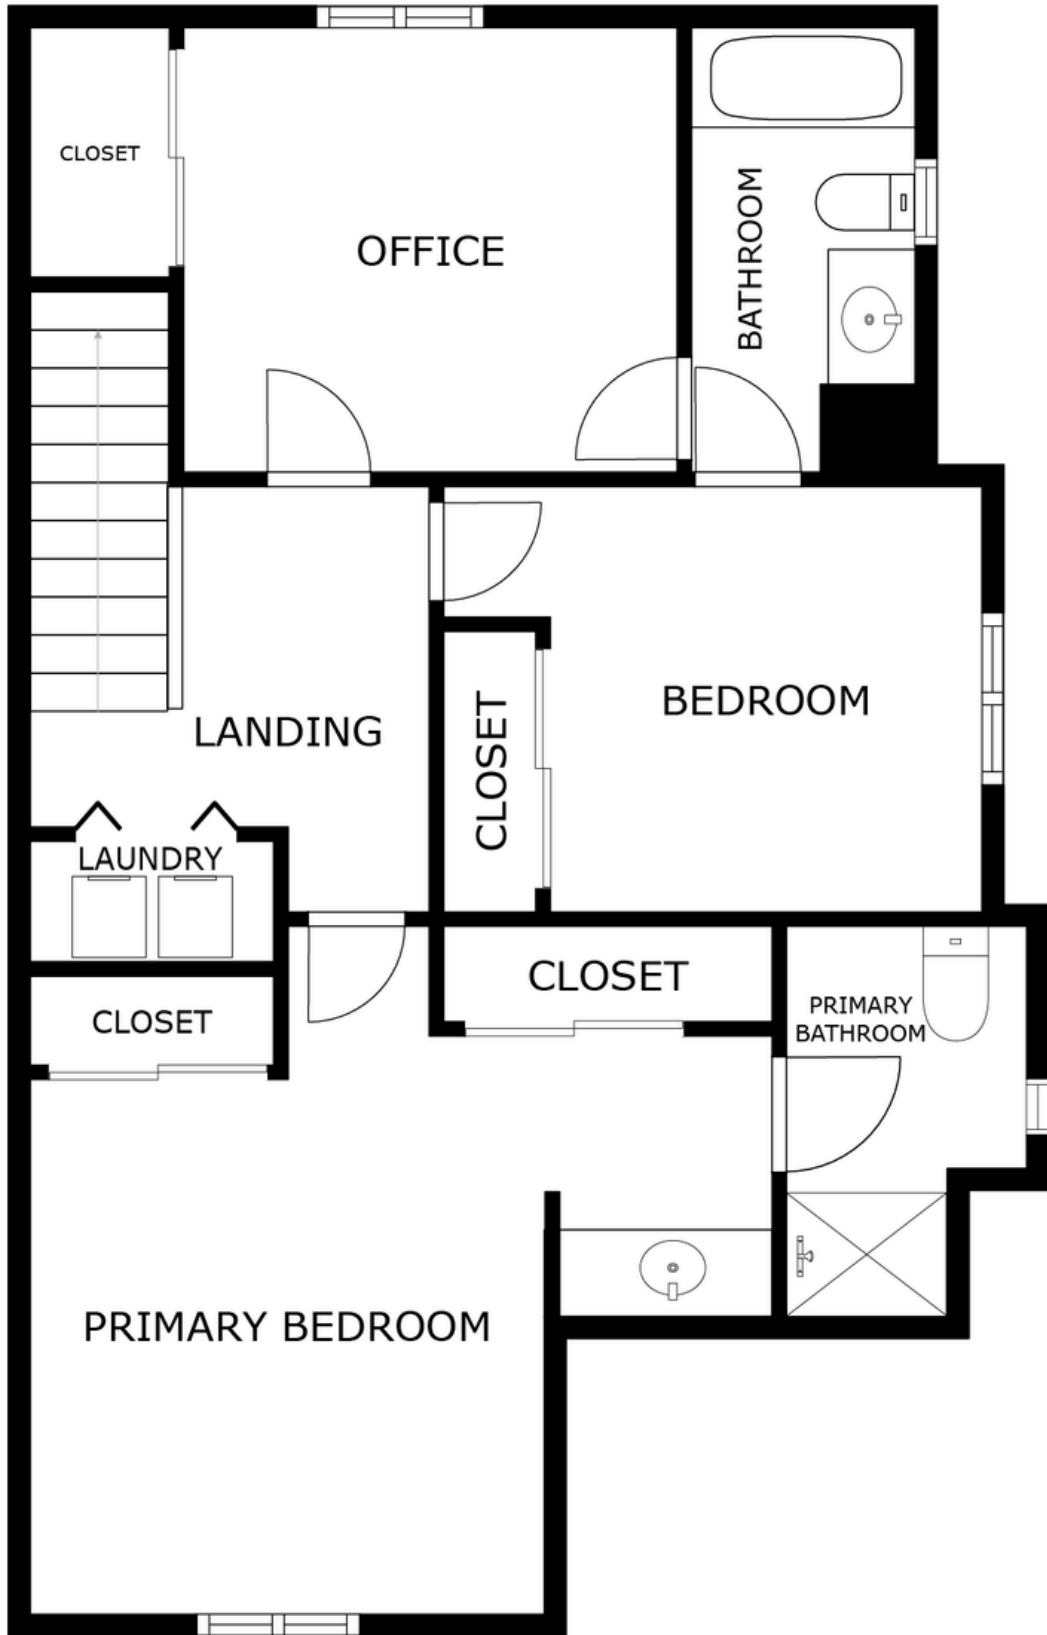 CLOSET
OFFICE
BATHROOM
BEDROOM
CLOSET
LANDING
LAUNDRY
CLOSET
CLOSET
PRIMARY
BATHROOM
PRIMARY BEDROOM